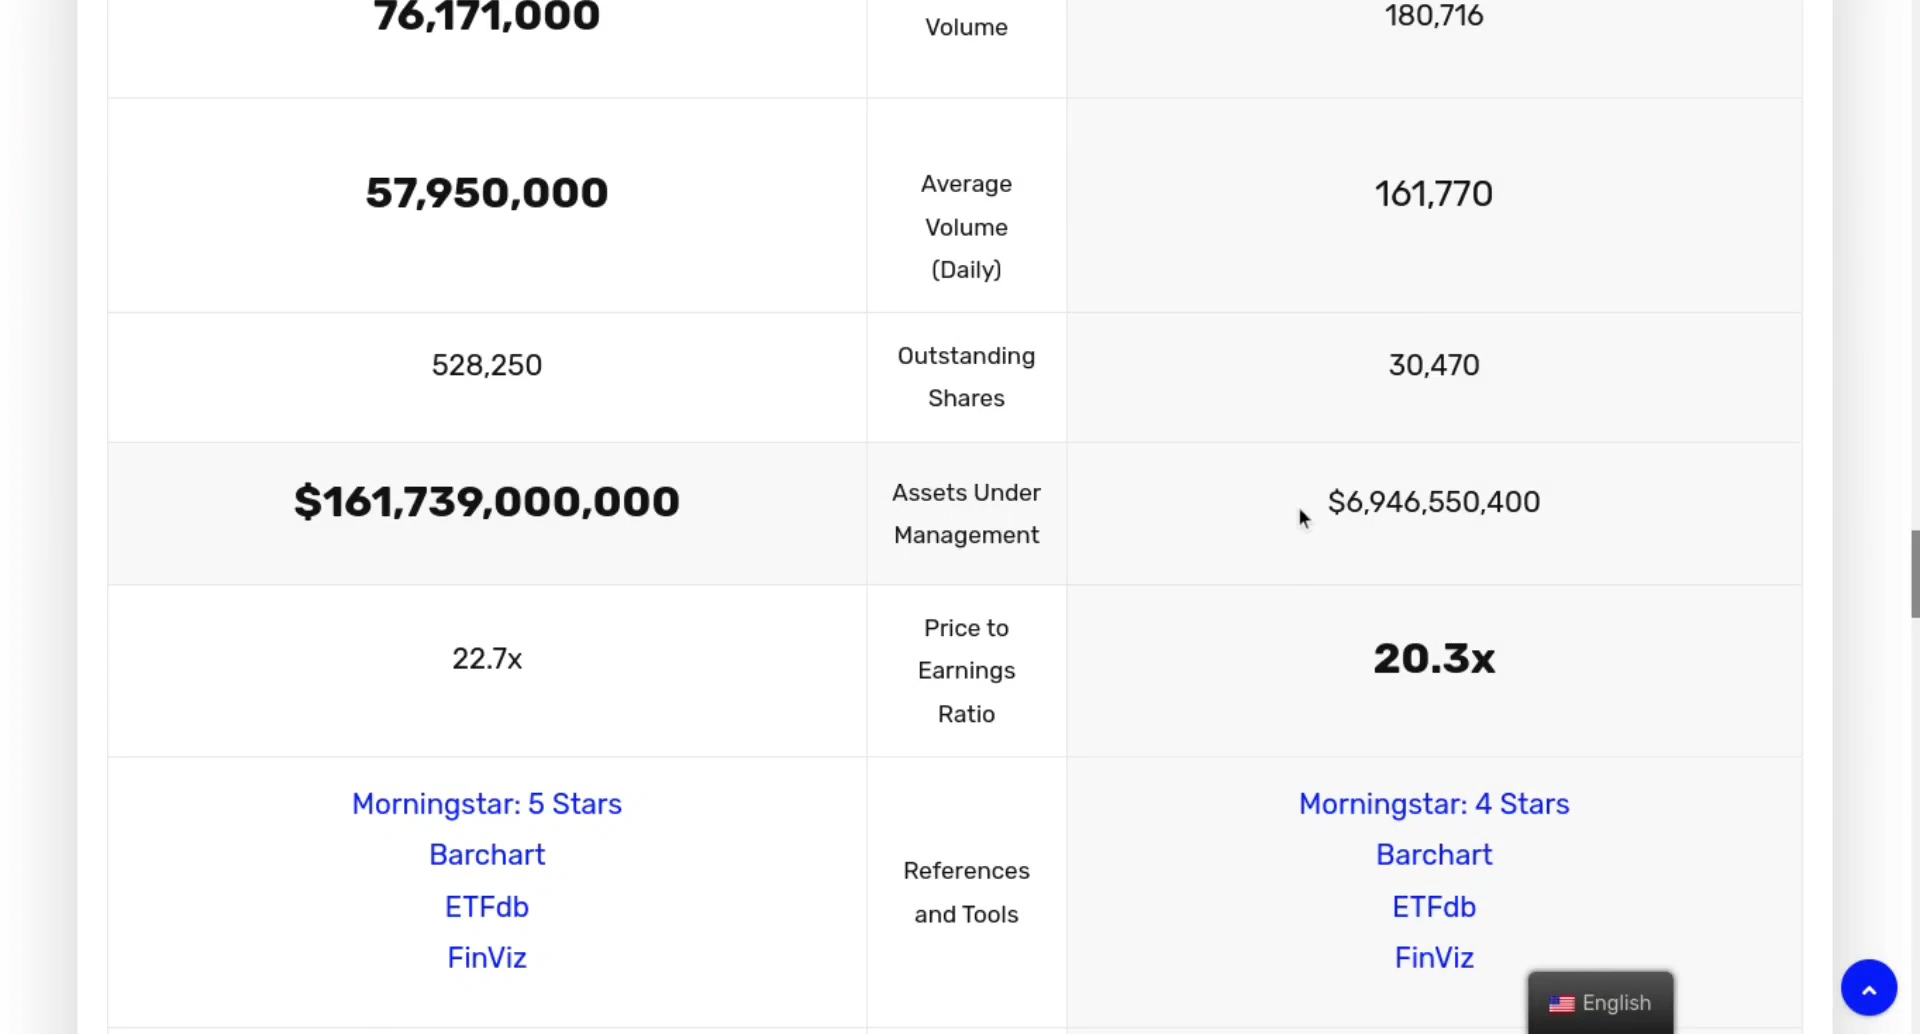 76,171,000
Volume
180,716
57,950,000
Average
Volume
(Daily)
161,770
528,250
Outstanding
Shares
30,470
$161,739,000,000
Assets Under
Management
$6,946,550,400
22.7x
Price to
Earnings
Ratio
20.3x
Morningstar: 5 Stars
Barchart
ETFdb
FinViz
References
and Tools
Morningstar: 4 Stars
Barchart
ETFdb
FinViz
English